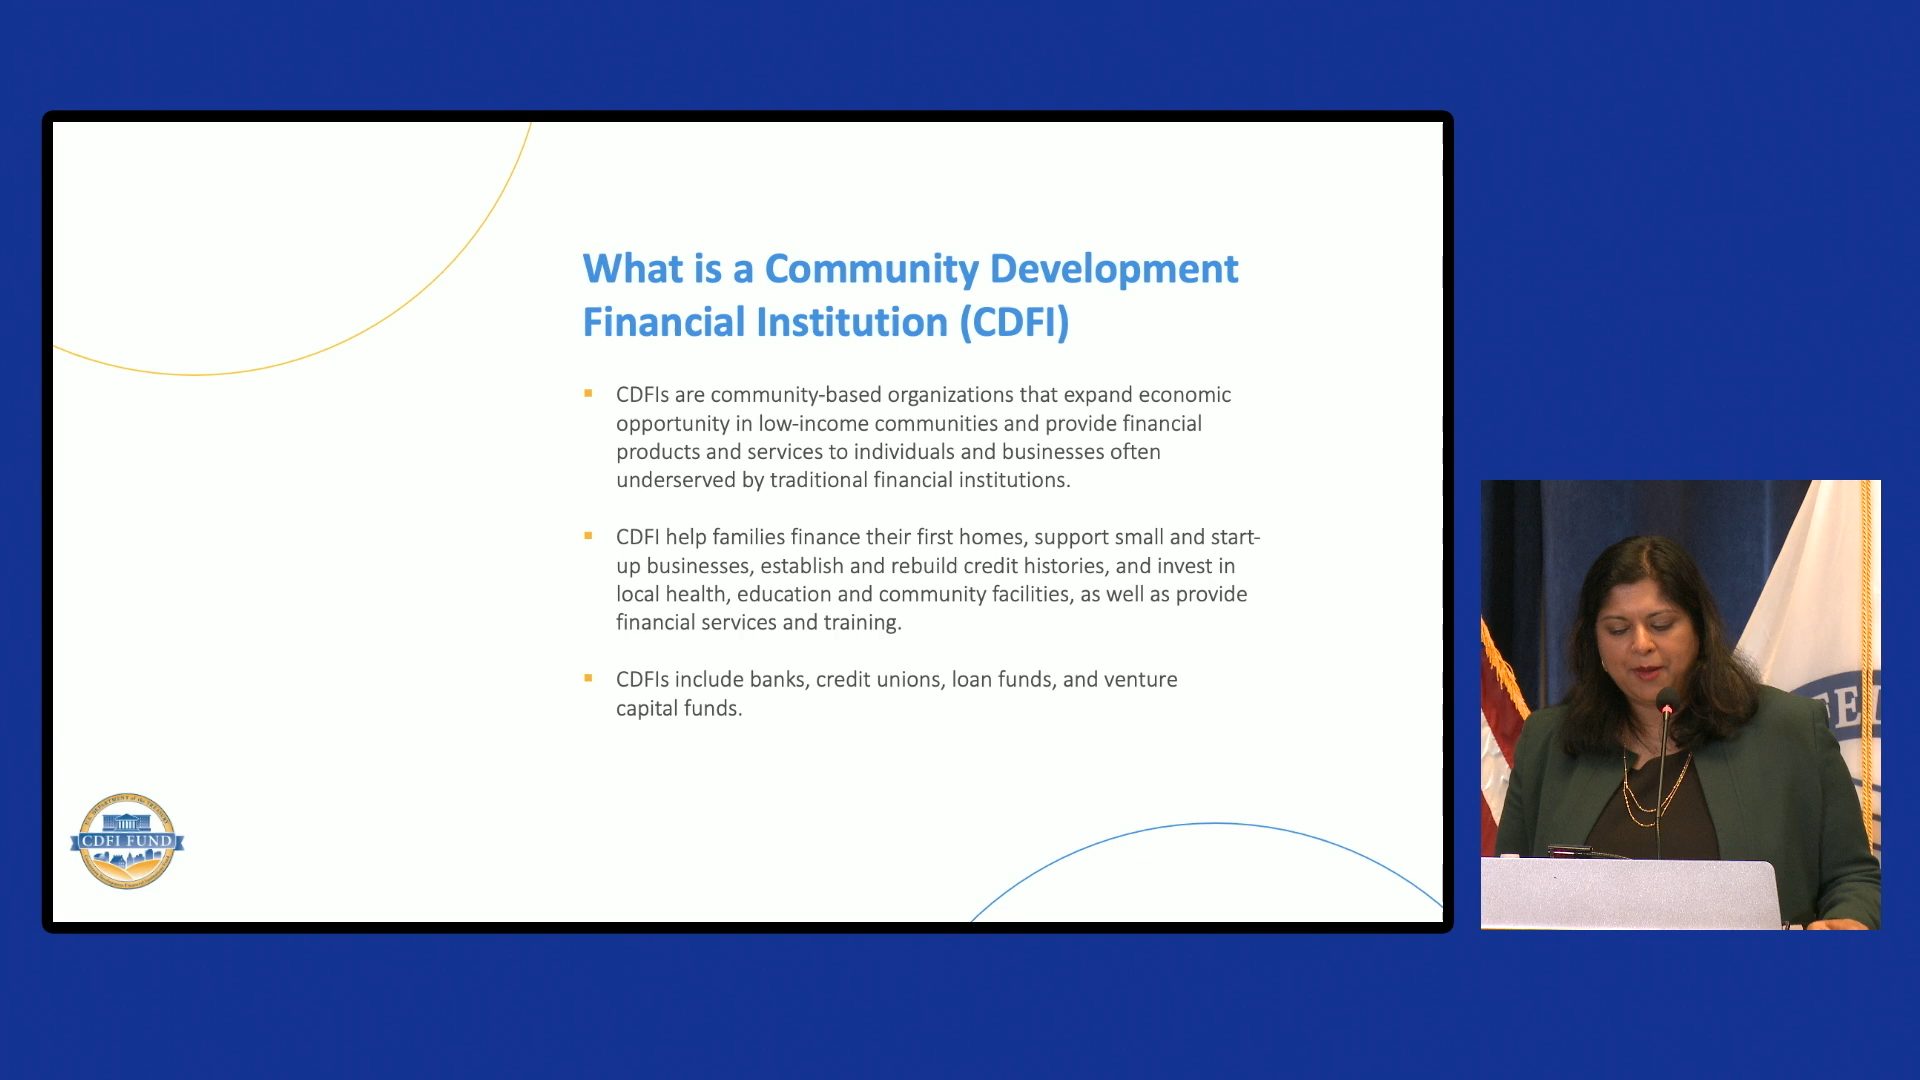 What is a Community Development
Financial Institution (CDFI)
CDFIs are community-based organizations that expand economic
opportunity in low-income communities and provide financial
products and services to individuals and businesses often
underserved by traditional financial institutions.
CDFI help families finance their first homes, support small and start-
up businesses, establish and rebuild credit histories, and invest in
local health, education and community facilities, as well as provide
financial services and training.
CDFIs include banks, credit unions, loan funds, and venture
capital funds.
CDFI FUND